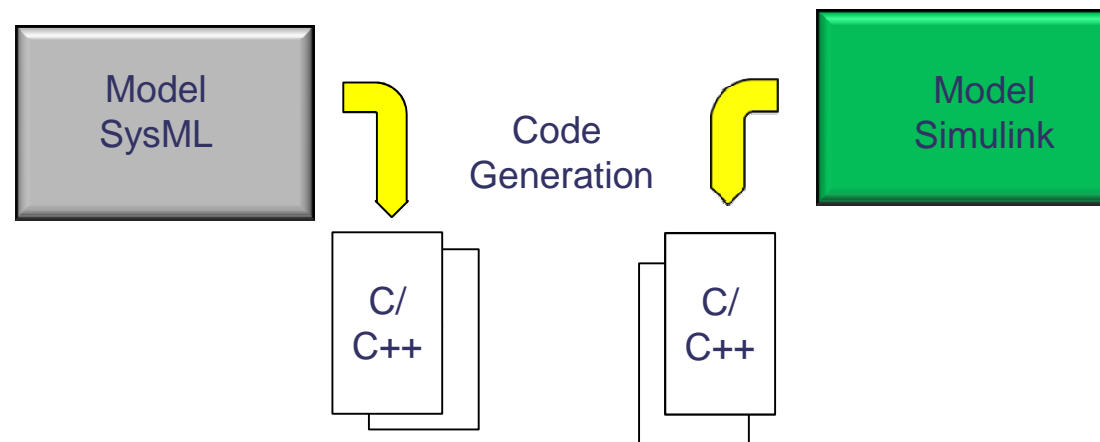 Model
SysML
Code
Generation
Model
Simulink
C/
C++
C/
C++